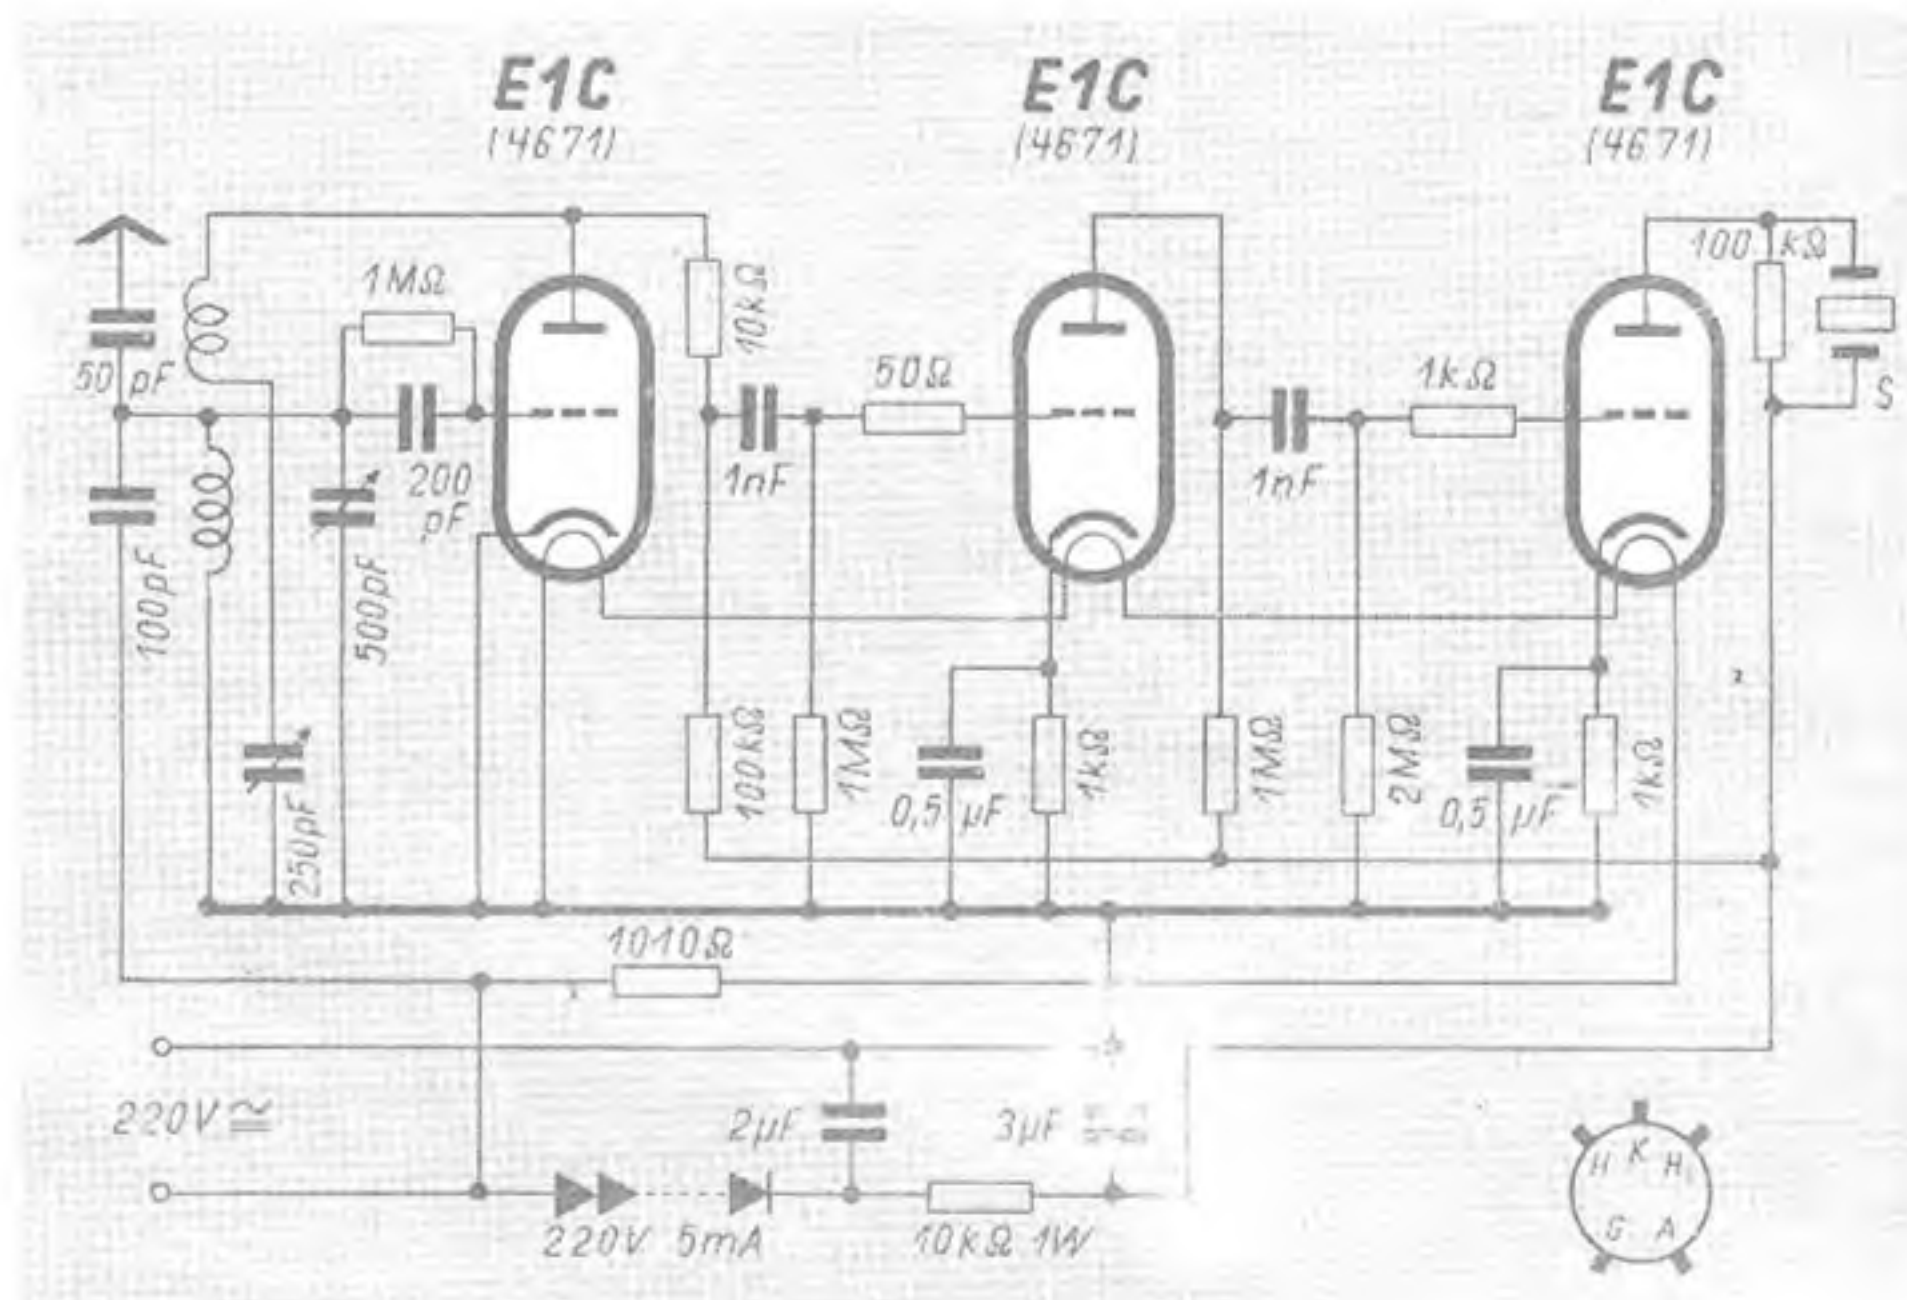 E1C
(4671)
E1C
(4671)
E1C
(4671)
100 kΩ
1MΩ
10kΩ
50 pF
50Ω
1kΩ
S
200
pF
1nF
1nF
100pF
500pF
250pF
100kΩ
1MΩ
0,5 µF
1kΩ
1MΩ
2MΩ
0,5 µF
1kΩ
1010Ω
220V ≂
2µF
3µF
220V 5mA
10kΩ 1W
H K H
G A